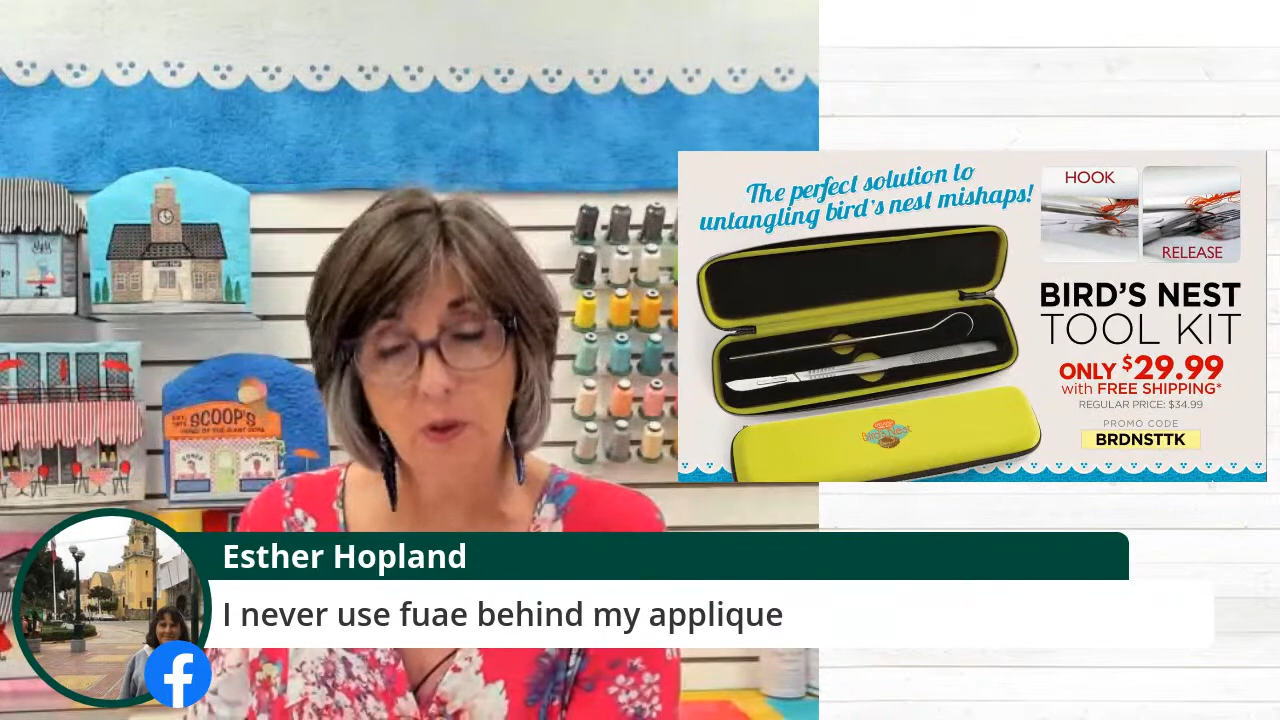 The perfect solution to
untangling bird's nest mishaps!
HOOK
RELEASE
BIRD'S NEST
TOOL KIT
ONLY $29.99
with FREE SHIPPING*
REGULAR PRICE: $34.99
PROMO CODE
BRDNSTTK
SCOOP'S
Esther Hopland
I never use fuae behind my applique